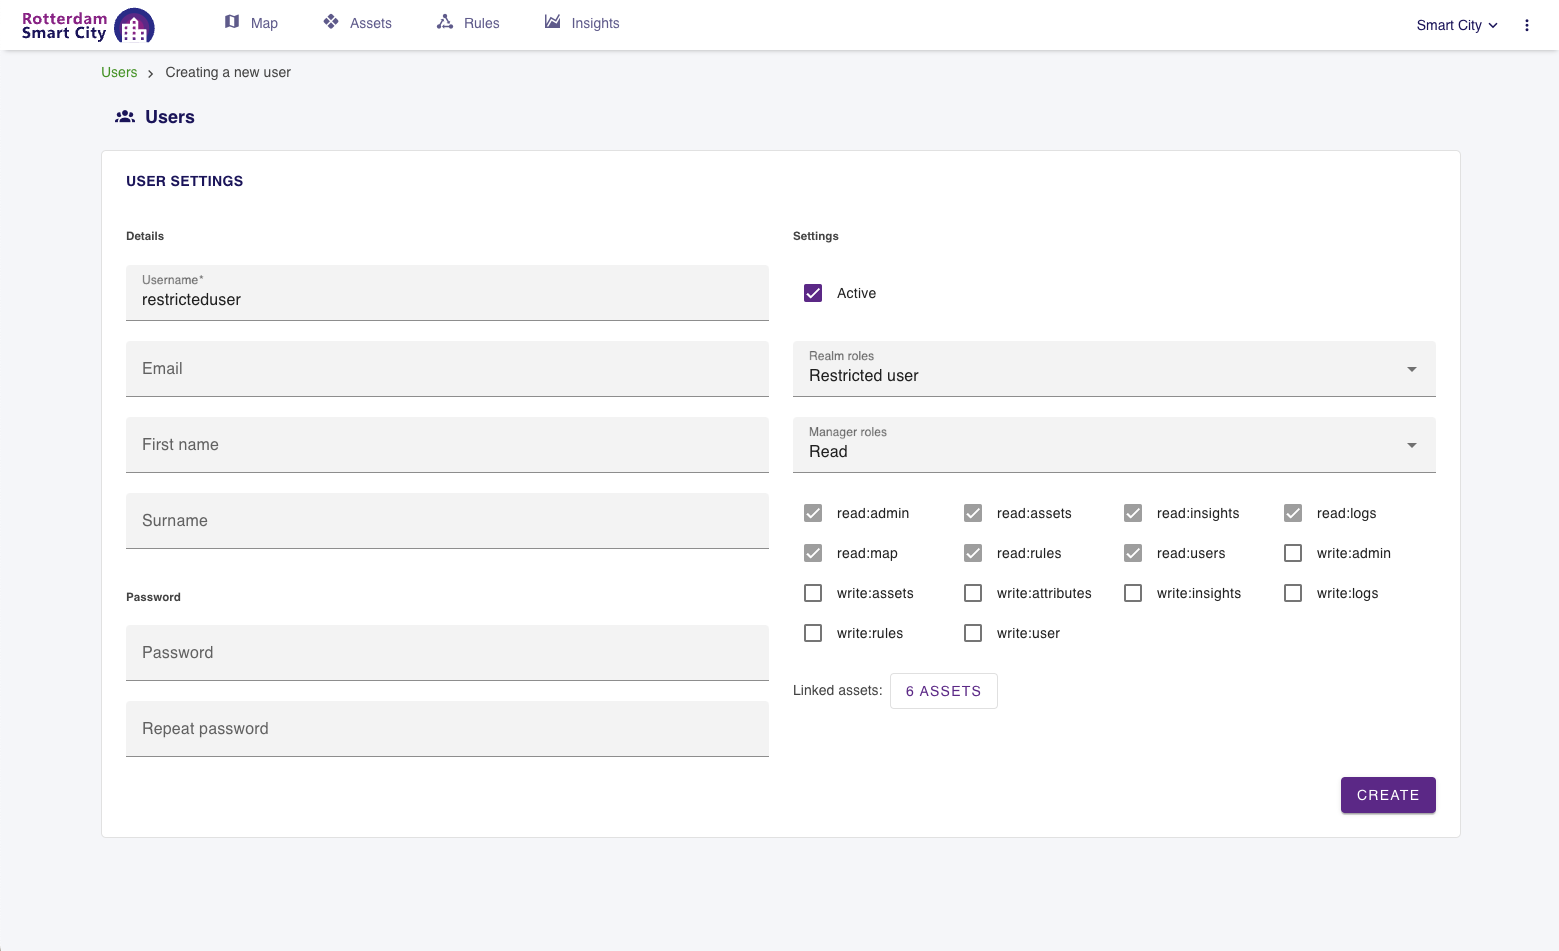 Rotterdam
Smart City
Map
Assets
Rules
Insights
Smart City
Users
Creating a new user
Users
USER SETTINGS
Details
Username*
restricteduser
Email
First name
Surname
Password
Password
Repeat password
Settings
Active
Realm roles
Restricted user
Manager roles
Read
read:admin
read:assets
read:insights
read:logs
read:map
read:rules
read:users
write:admin
write:assets
write:attributes
write:insights
write:logs
write:rules
write:user
Linked assets:
6 ASSETS
CREATE